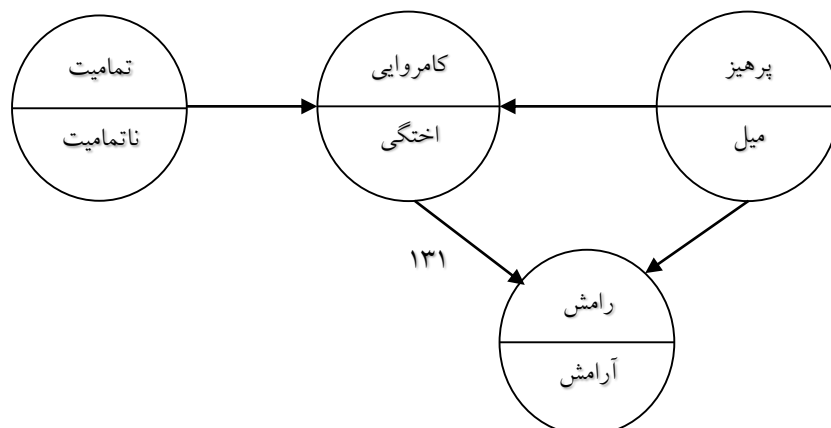 پرهیز
میل
کامروایی
اختگی
تمامیت
ناتمامیت
۱۳۱
رامش
آرامش